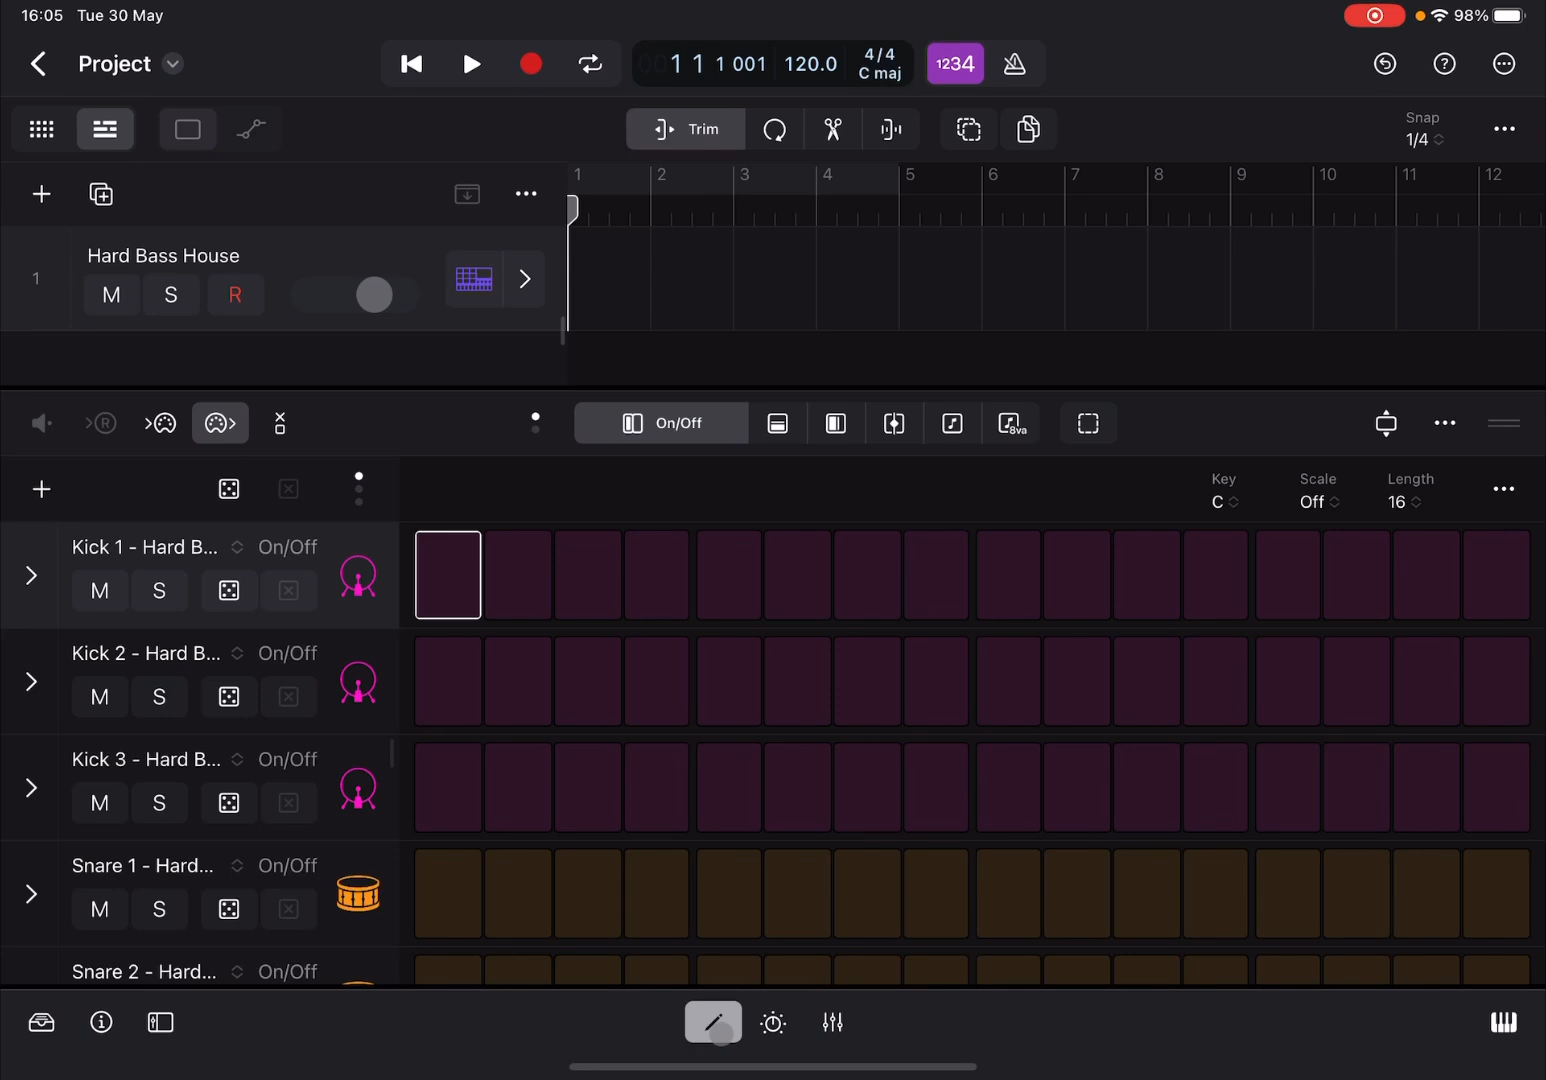 16:05 Tue 30 May
98%
Project
00 1 1 1 001 120.0 4/4
C maj
1234
Trim
Snap
1/4
1 2 3 4 5 6 7 8 9 10 11 12
1
Hard Bass House
M S R
>R
On/Off
8va
Key
C
Scale
Off
Length
16
Kick 1 - Hard B... On/Off
M S
Kick 2 - Hard B... On/Off
M S
Kick 3 - Hard B... On/Off
M S
Snare 1 - Hard... On/Off
M S
Snare 2 - Hard... On/Off